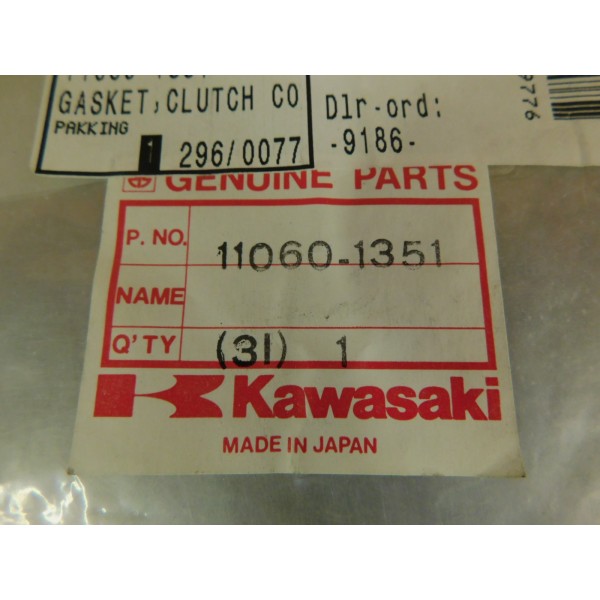 GASKET,CLUTCH CO
PAKKING
1 296/0077
Dlr-ord:
-9186-
9776
GENUINE PARTS
P. NO. 11060-1351
NAME
Q'TY (31) 1
Kawasaki
MADE IN JAPAN